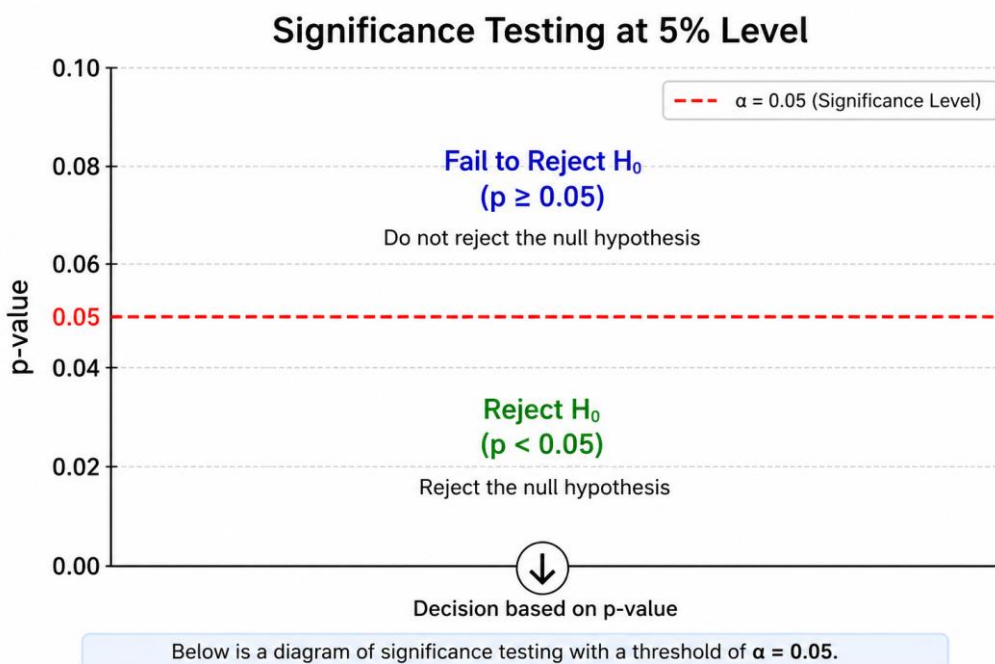 Significance Testing at 5% Level
0.10
α = 0.05 (Significance Level)
0.08
Fail to Reject H₀
(p ≥ 0.05)
Do not reject the null hypothesis
0.06
p-value
0.05
0.04
Reject H₀
(p < 0.05)
0.02
Reject the null hypothesis
0.00
Decision based on p-value
Below is a diagram of significance testing with a threshold of α = 0.05.